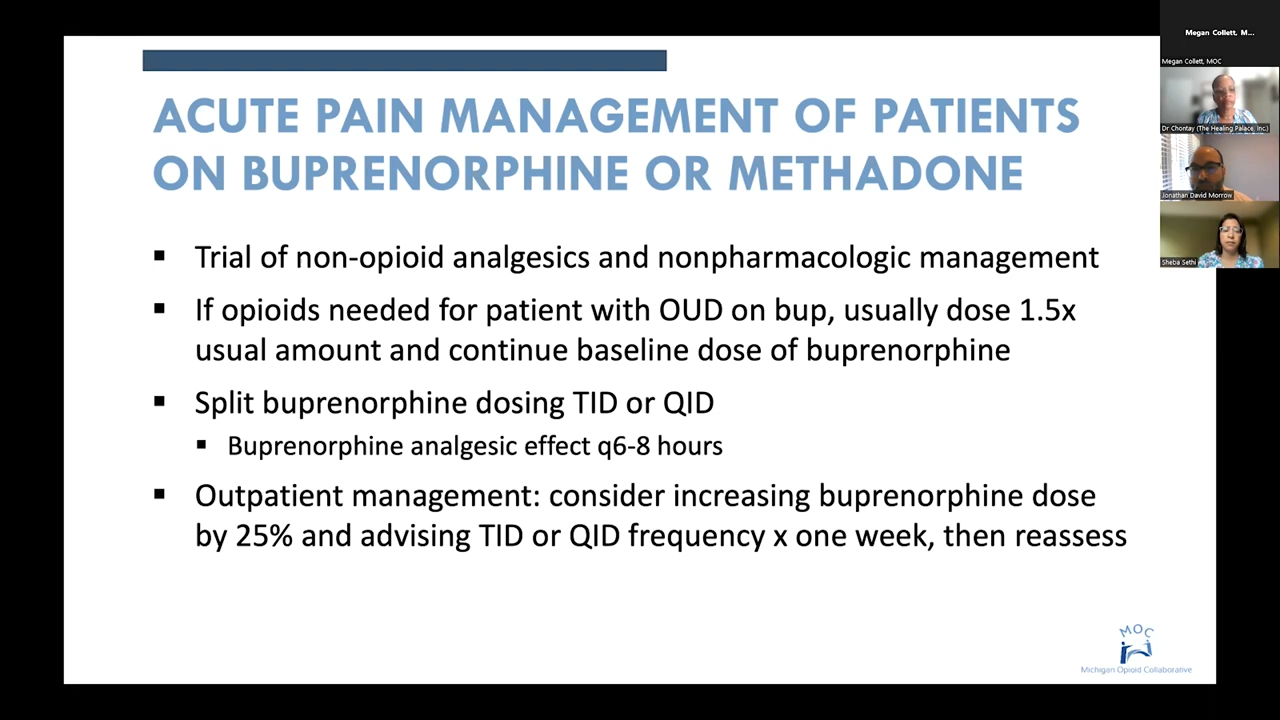 ACUTE PAIN MANAGEMENT OF PATIENTS
ON BUPRENORPHINE OR METHADONE
▪ Trial of non-opioid analgesics and nonpharmacologic management
▪ If opioids needed for patient with OUD on bup, usually dose 1.5x
usual amount and continue baseline dose of buprenorphine
▪ Split buprenorphine dosing TID or QID
▪ Buprenorphine analgesic effect q6-8 hours
▪ Outpatient management: consider increasing buprenorphine dose
by 25% and advising TID or QID frequency x one week, then reassess
MOC
Michigan Opioid Collaborative
Megan Collett, M...
Megan Collett, MOC
Dr Chontay (The Healing Palace, Inc.)
Jonathan David Morrow
Sheba Sethi